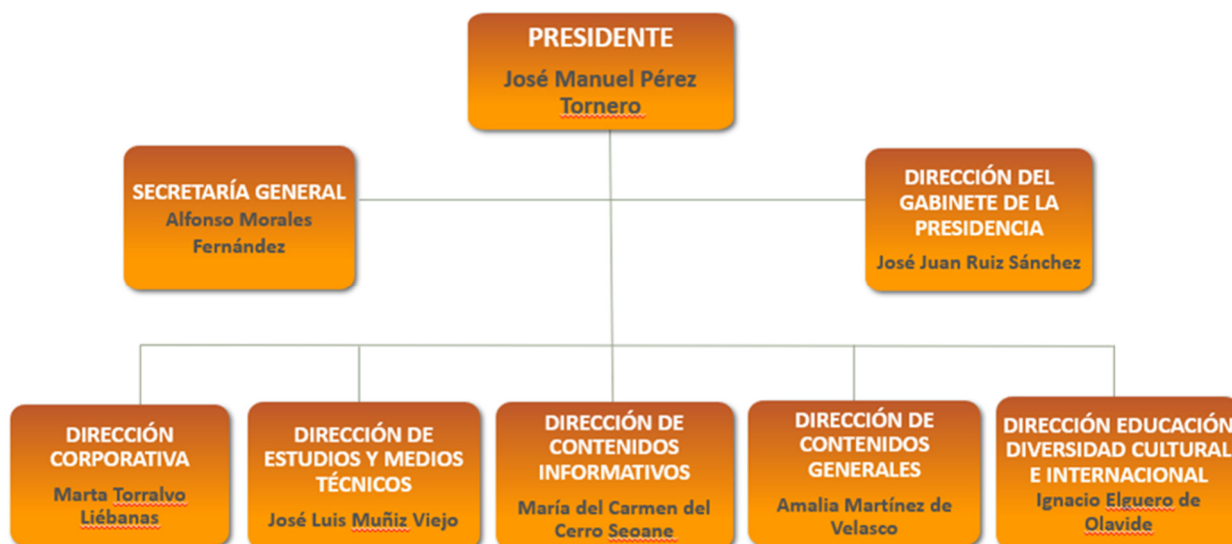 PRESIDENTE
José Manuel Pérez
Tornero
SECRETARÍA GENERAL
Alfonso Morales
Fernández
DIRECCIÓN DEL
GABINETE DE LA
PRESIDENCIA
José Juan Ruiz Sánchez
DIRECCIÓN
CORPORATIVA
Marta Torralvo
Liébanas
DIRECCIÓN DE
ESTUDIOS Y MEDIOS
TÉCNICOS
José Luis Muñiz Viejo
DIRECCIÓN DE
CONTENIDOS
INFORMATIVOS
María del Carmen del
Cerro Seoane
DIRECCIÓN DE
CONTENIDOS
GENERALES
Amalia Martínez de
Velasco
DIRECCIÓN EDUCACIÓN
DIVERSIDAD CULTURAL
E INTERNACIONAL
Ignacio Elguero de
Olavide